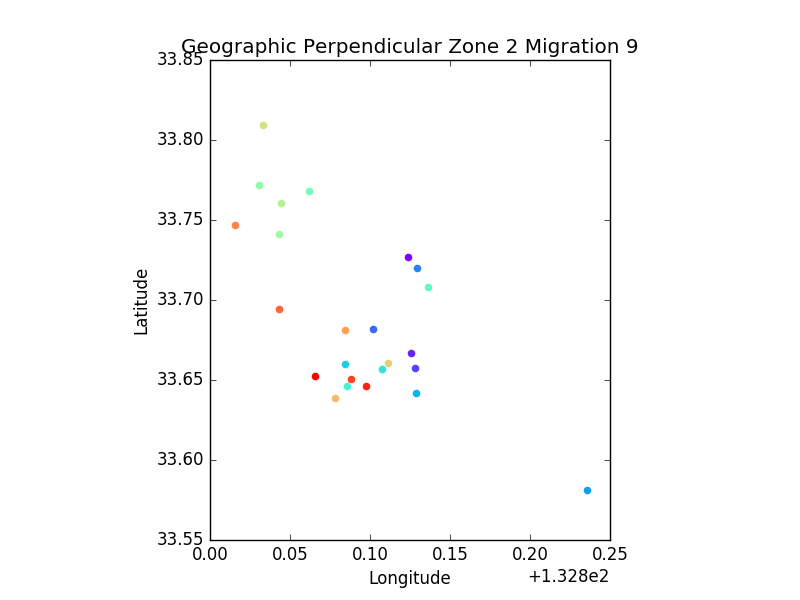 Geographic Perpendicular Zone 2 Migration 9
33.85
33.80
33.75
33.70
33.65
33.60
33.55
Latitude
0.00 0.05 0.10 0.15 0.20 0.25
+1.328e2
Longitude